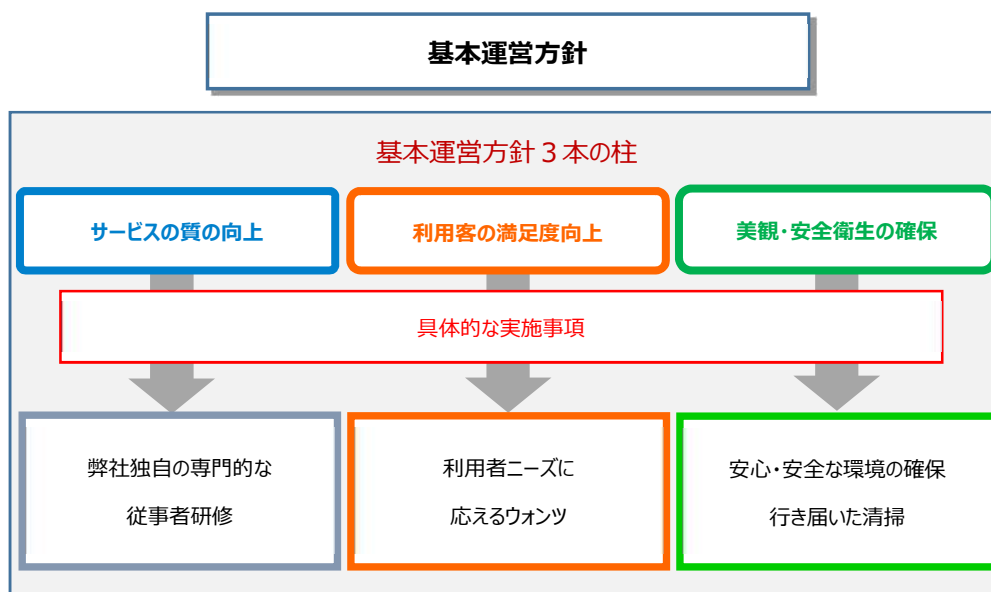 基本運営方針
基本運営方針３本の柱
サービスの質の向上
利用客の満足度向上
美観・安全衛生の確保
具体的な実施事項
弊社独自の専門的な
従事者研修
利用者ニーズに
応えるウォンツ
安心・安全な環境の確保
行き届いた清掃